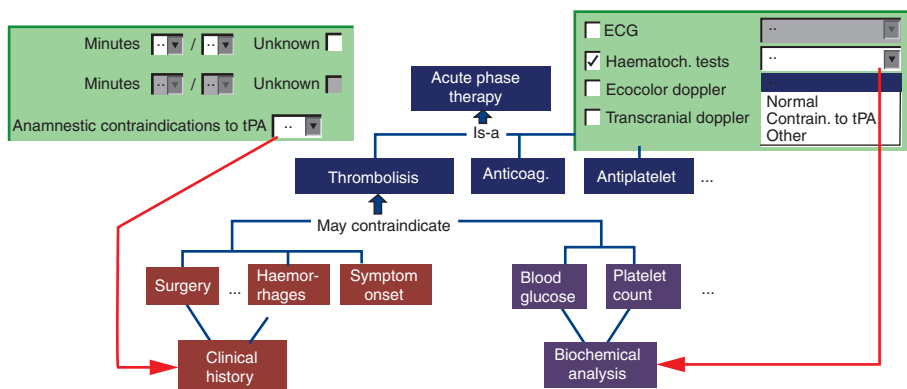 Minutes ·· / ·· Unknown
Minutes ·· / ·· Unknown
Anamnestic contraindications to tPA ··
ECG ··
Haematoch. tests ··
Ecocolor doppler ··
Transcranial doppler
Normal
Contrain. to tPA
Other
Acute phase
therapy
Is-a
Thrombolisis
Anticoag.
Antiplatelet
...
May contraindicate
Surgery
...
Haemor-
rhages
Symptom
onset
Blood
glucose
Platelet
count
...
Clinical
history
Biochemical
analysis